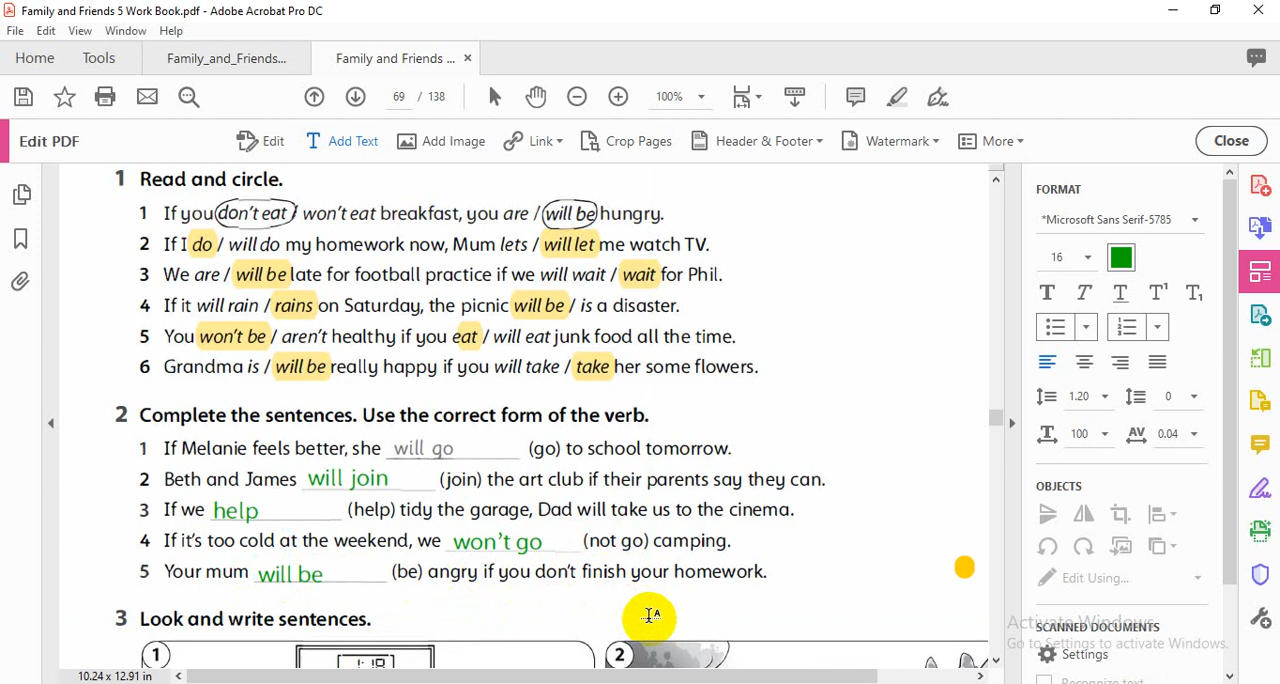 Family and Friends 5 Work Book.pdf - Adobe Acrobat Pro DC
File Edit View Window Help
Home Tools Family_and_Friends... Family and Friends ... ×
69 / 138 100%
Edit PDF Edit Add Text Add Image Link Crop Pages Header & Footer Watermark More Close
1 Read and circle.
1 If you don't eat / won't eat breakfast, you are / will be hungry.
2 If I do / will do my homework now, Mum lets / will let me watch TV.
3 We are / will be late for football practice if we will wait / wait for Phil.
4 If it will rain / rains on Saturday, the picnic will be / is a disaster.
5 You won't be / aren't healthy if you eat / will eat junk food all the time.
6 Grandma is / will be really happy if you will take / take her some flowers.
2 Complete the sentences. Use the correct form of the verb.
1 If Melanie feels better, she will go (go) to school tomorrow.
2 Beth and James will join (join) the art club if their parents say they can.
3 If we help (help) tidy the garage, Dad will take us to the cinema.
4 If it's too cold at the weekend, we won't go (not go) camping.
5 Your mum will be (be) angry if you don't finish your homework.
3 Look and write sentences.
1 1:19 2
10.24 x 12.91 in
FORMAT
*Microsoft Sans Serif-5785
16
T T T T¹ T₁
1.20 0
100 AV 0.04
OBJECTS
Edit Using...
SCANNED DOCUMENTS
Settings
Recognize text
Activate Windows
Go to Settings to activate Windows.